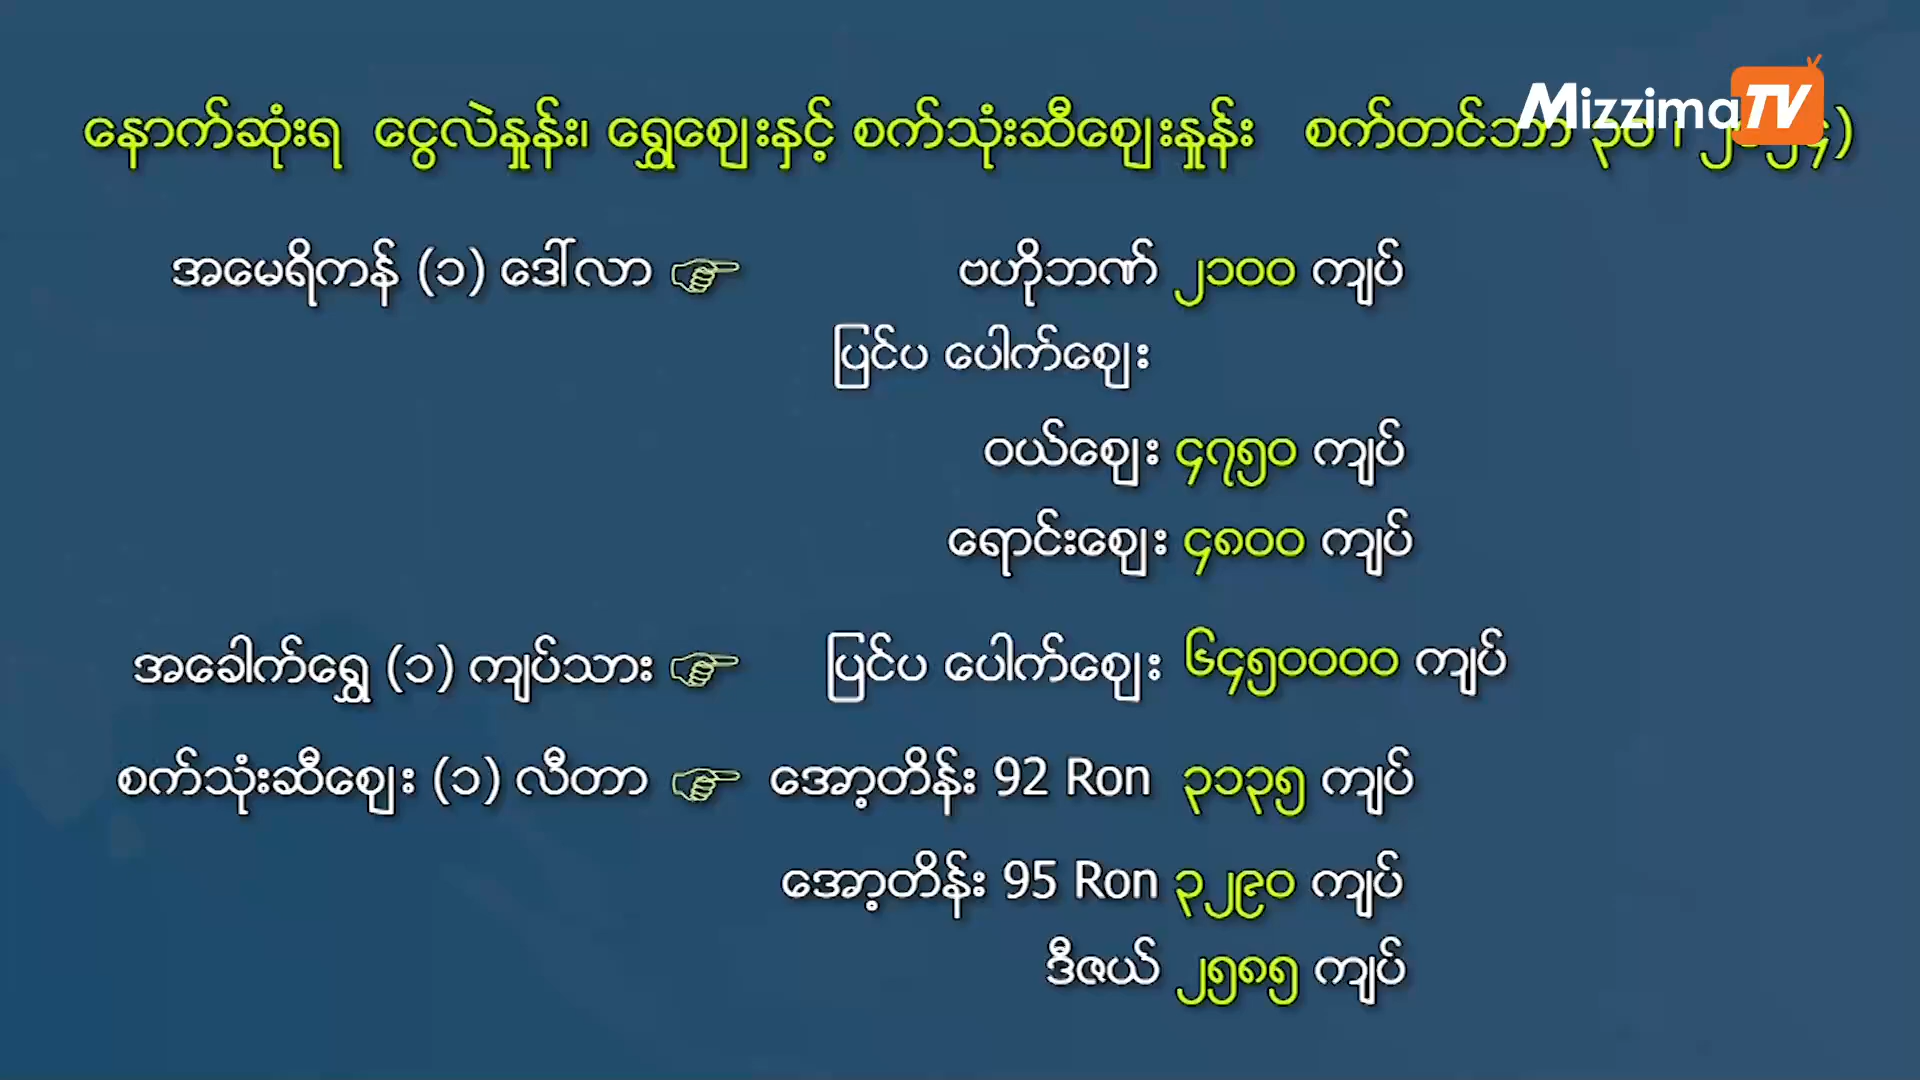 MizzimaTV
နောက်ဆုံးရ ငွေလဲနှုန်း၊ ရွှေဈေးနှင့် စက်သုံးဆီဈေးနှုန်း စက်တင်ဘာ ၃၀ ၊ ၂၀၂၄)
အမေရိကန် (၁) ဒေါ်လာ ဗဟိုဘဏ် ၂၁၀၀ ကျပ်
ပြင်ပ ပေါက်ဈေး
ဝယ်ဈေး ၄၇၅၀ ကျပ်
ရောင်းဈေး ၄၈၀၀ ကျပ်
အခေါက်ရွှေ (၁) ကျပ်သား ပြင်ပ ပေါက်ဈေး ၆၄၅၀၀၀၀ ကျပ်
စက်သုံးဆီဈေး (၁) လီတာ အော့တိန်း 92 Ron ၃၁၃၅ ကျပ်
အော့တိန်း 95 Ron ၃၂၉၀ ကျပ်
ဒီဇယ် ၂၅၈၅ ကျပ်